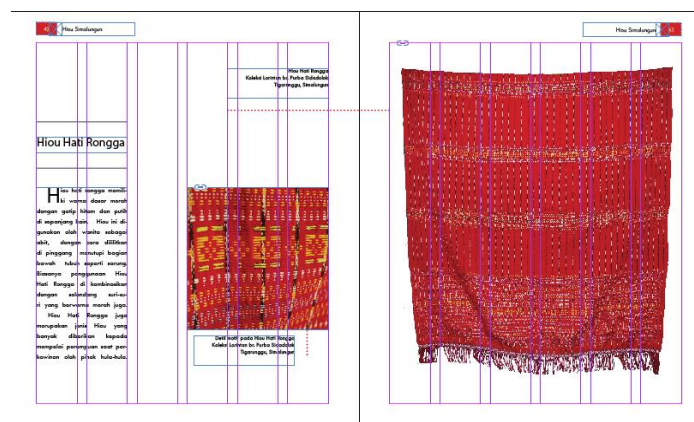 42 Hiou Simalungun
Hiou Simalungun 43
Hiou Hati Rongga
Koleksi Lorintan br. Purba Sidadolok
Tigarunggu, Simalungun
Hiou Hati Rongga
Hiou hati rongga memili-
ki warna dasar merah
dengan gatip hitam dan putih
di sepanjang kain. Hiou ini di-
gunakan oleh wanita sebagai
abit, dengan cara dililitkan
di pinggang menutupi bagian
bawah tubuh seperti sarung.
Biasanya penggunaan Hiou
Hati Rongga di kombinasikan
dengan selendang suri-su-
ri yang berwarna merah juga.
Hiou Hati Rongga juga
merupakan jenis Hiou yang
banyak diberikan kepada
mempelai perempuan saat per-
kawinan oleh pihak hula-hula.
Detil motif pada Hiou Hati Rongga
Koleksi Lorintan br. Purba Sidadolok
Tigarunggu, Simalungun